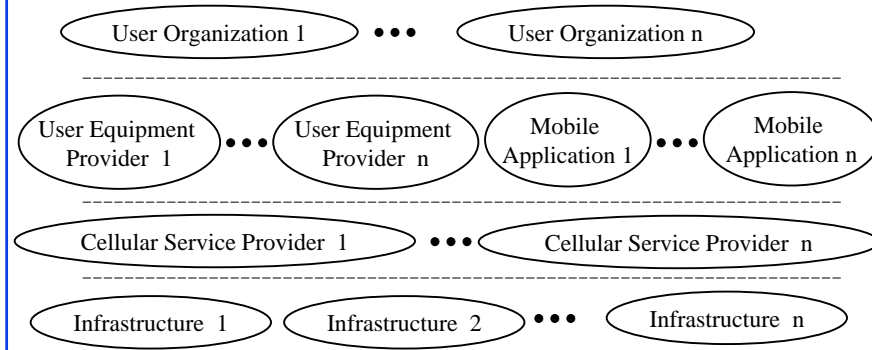 User Organization 1 ••• User Organization n
User Equipment
Provider 1
•••
User Equipment
Provider n
Mobile
Application 1
•••
Mobile
Application n
Cellular Service Provider 1 ••• Cellular Service Provider n
Infrastructure 1 Infrastructure 2 ••• Infrastructure n